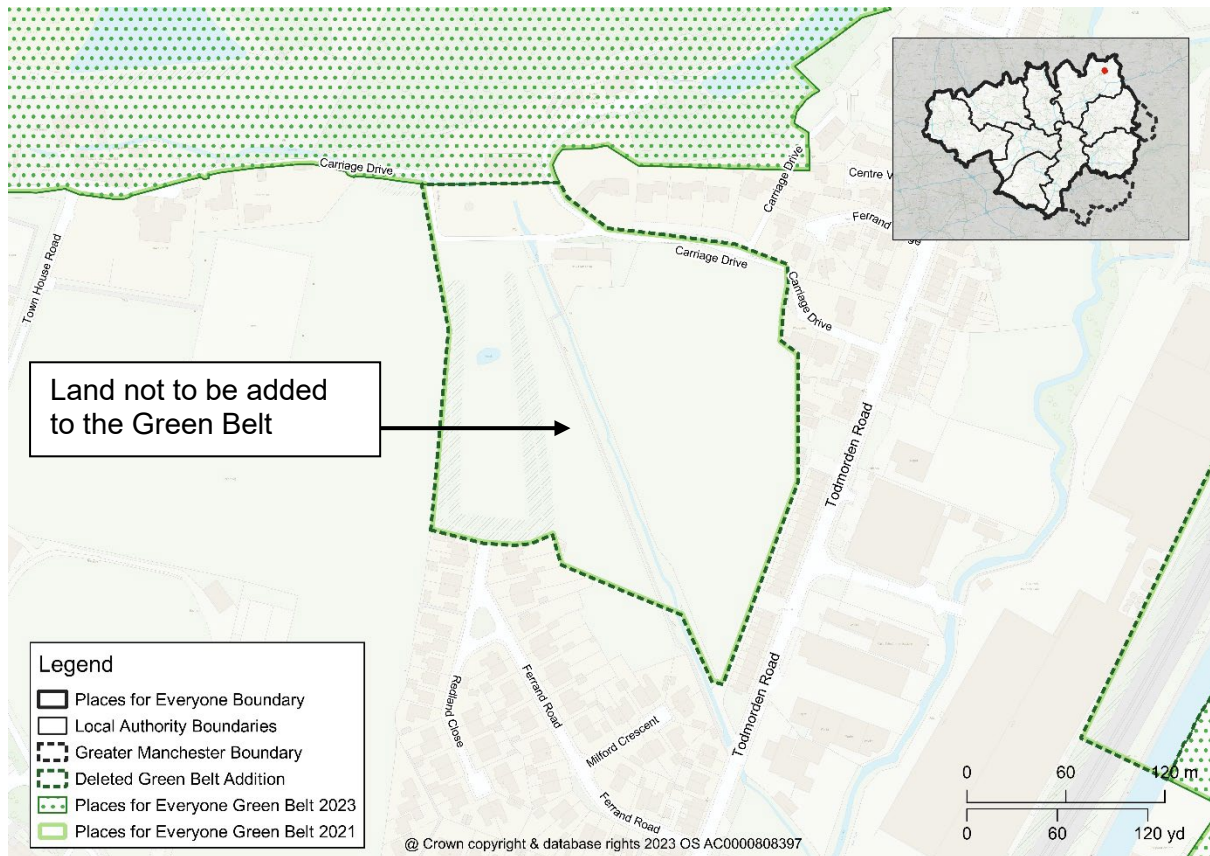 Carriage Drive
Carriage Drive
Centre V
Ferrand
Carriage Drive
Carriage Drive
Town House Road
Land not to be added
to the Green Belt
Todmorden Road
Todmorden Road
Redland Close
Ferrand Road
Milford Crescent
Ferrand Road
Legend
Places for Everyone Boundary
Local Authority Boundaries
Greater Manchester Boundary
Deleted Green Belt Addition
Places for Everyone Green Belt 2023
Places for Everyone Green Belt 2021
0 60 120 m
0 60 120 yd
@ Crown copyright & database rights 2023 OS AC0000808397